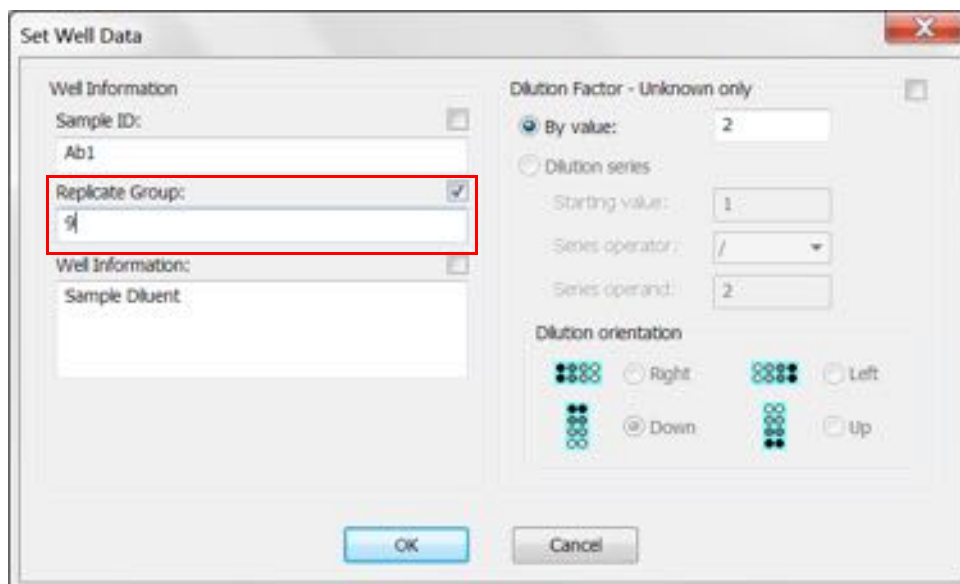 Set Well Data
Well Information
Sample ID:
Ab1
Replicate Group:
9
Well Information:
Sample Diluent
Dilution Factor - Unknown only
By value:
2
Dilution series
Starting value:
1
Series operator:
/
Series operand:
2
Dilution orientation
Right
Left
Down
Up
OK
Cancel